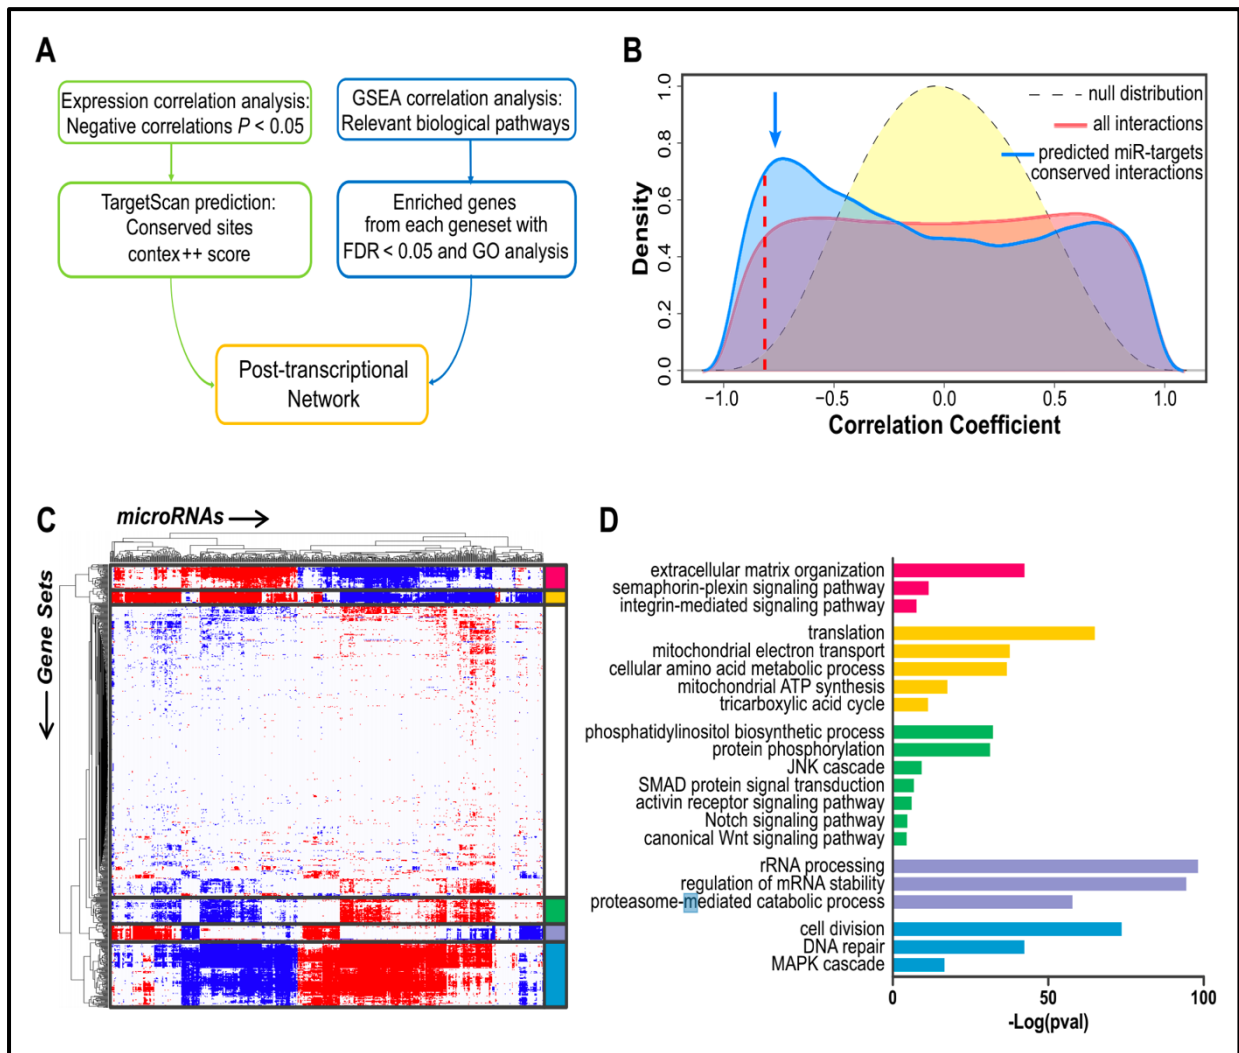 A
Expression correlation analysis:
Negative correlations P < 0.05
GSEA correlation analysis:
Relevant biological pathways
TargetScan prediction:
Conserved sites
contex++ score
Enriched genes
from each geneset with
FDR < 0.05 and GO analysis
Post-transcriptional
Network
B
null distribution
all interactions
predicted miR-targets
conserved interactions
Density
0.0
0.2
0.4
0.6
0.8
1.0
−1.0
−0.5
0.0
0.5
1.0
Correlation Coefficient
C
microRNAs
Gene Sets
D
extracellular matrix organization
semaphorin-plexin signaling pathway
integrin-mediated signaling pathway
translation
mitochondrial electron transport
cellular amino acid metabolic process
mitochondrial ATP synthesis
tricarboxylic acid cycle
phosphatidylinositol biosynthetic process
protein phosphorylation
JNK cascade
SMAD protein signal transduction
activin receptor signaling pathway
Notch signaling pathway
canonical Wnt signaling pathway
rRNA processing
regulation of mRNA stability
proteasome-mediated catabolic process
cell division
DNA repair
MAPK cascade
0
50
100
-Log(pval)